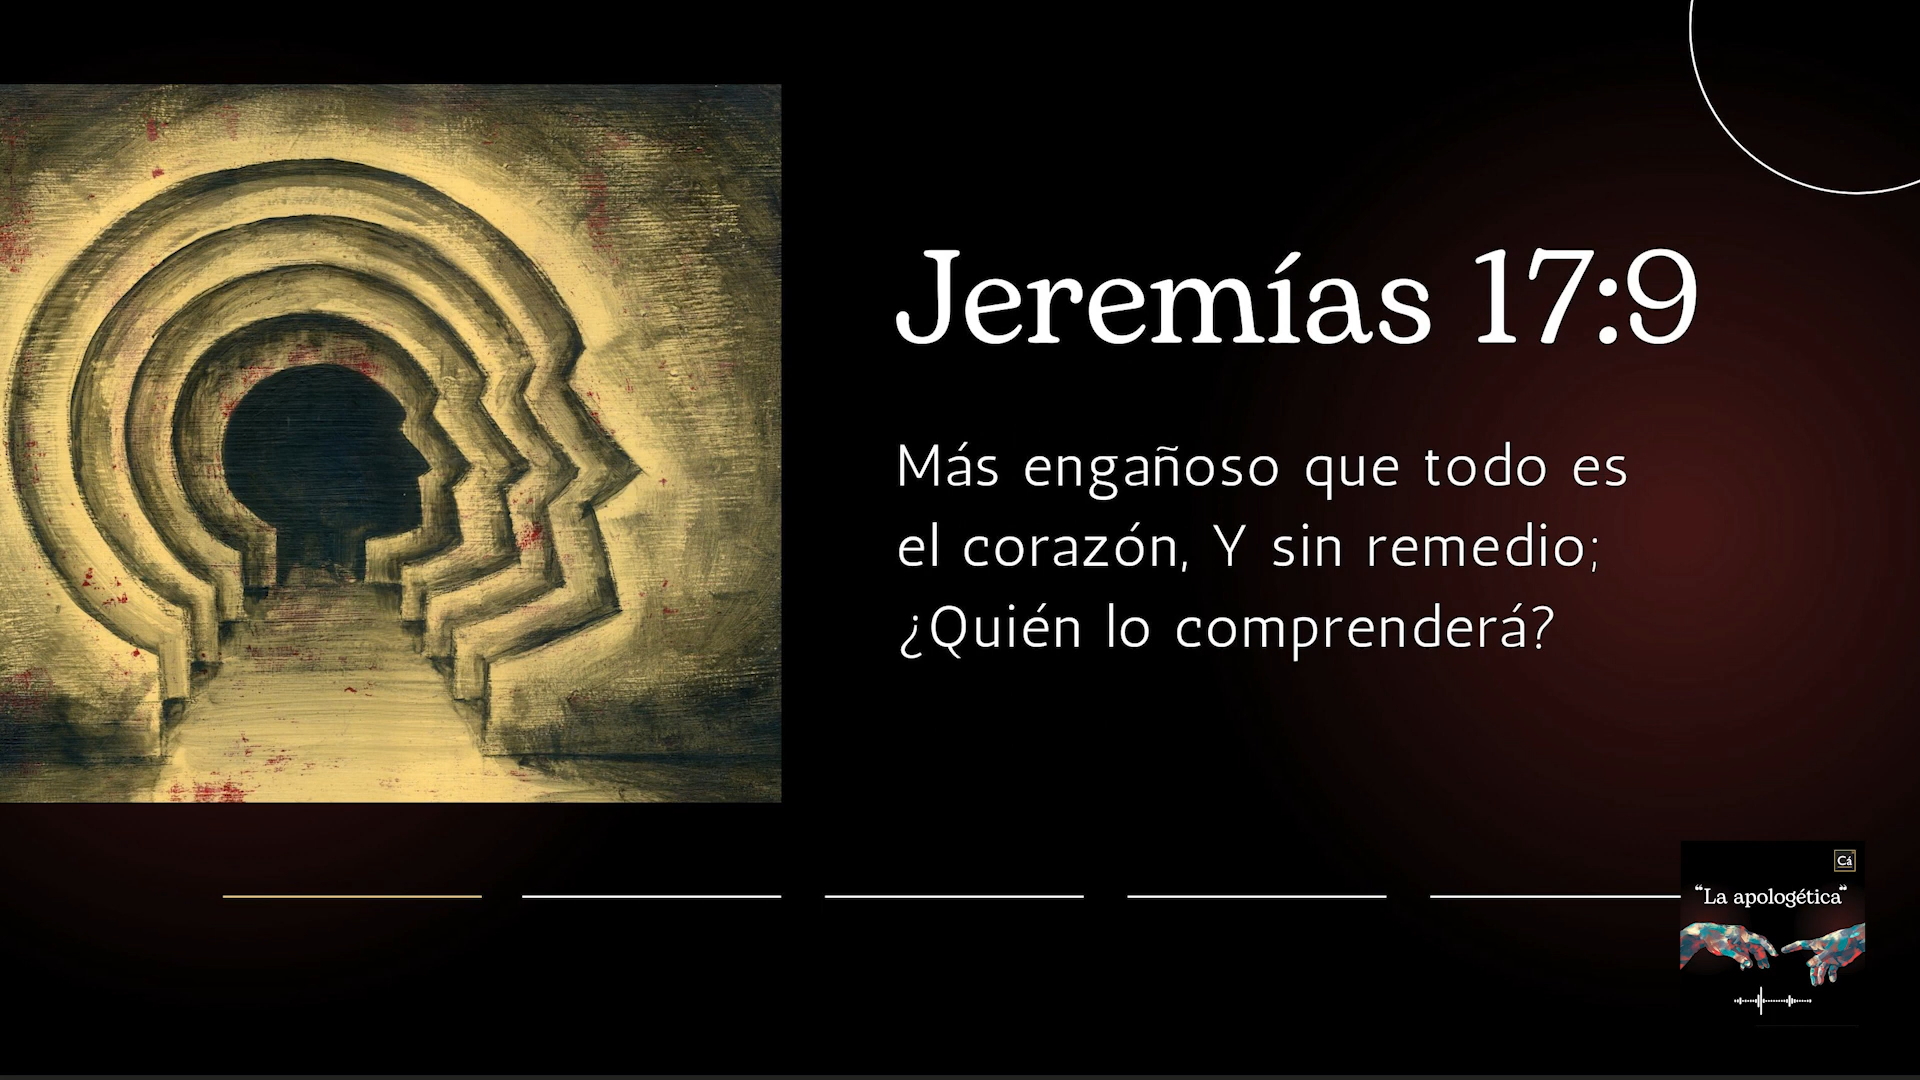 Jeremías 17:9
Más engañoso que todo es
el corazón, Y sin remedio;
¿Quién lo comprenderá?
Cá
“La apologética“